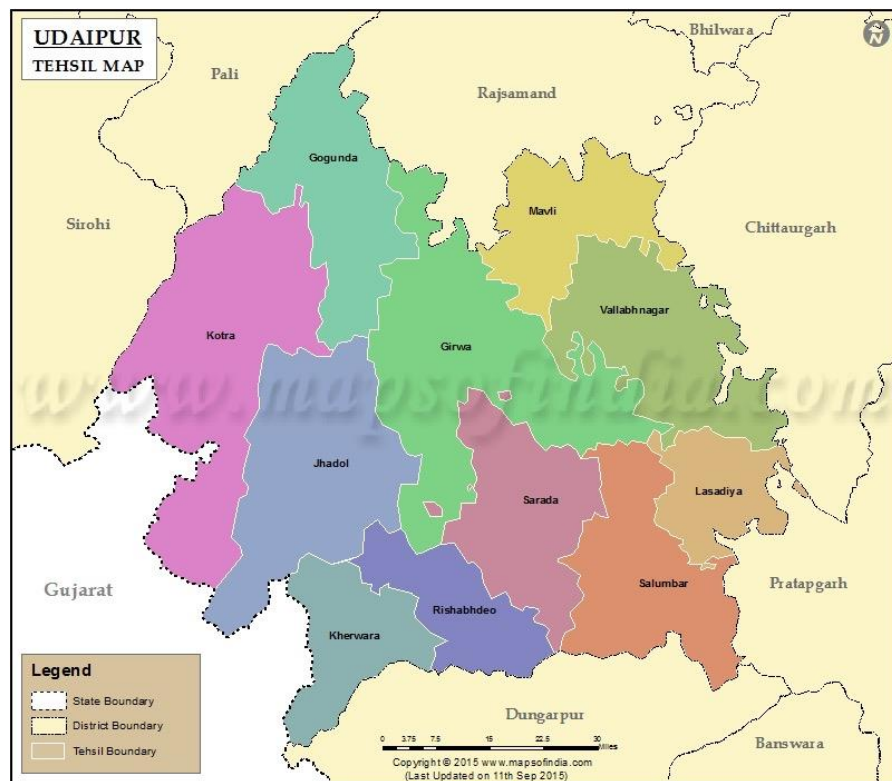 UDAIPUR
TEHSIL MAP
N
Bhilwara
Pali
Rajsamand
Gogunda
Mavli
Sirohi
Chittaurgarh
Vallabhnagar
Kotra
Girwa
www.mapsofindia.com
Jhadol
Lasadiya
Sarada
Gujarat
Salumbar
Pratapgarh
Rishabhdeo
Kherwara
Legend
State Boundary
District Boundary
Tehsil Boundary
Dungarpur
Banswara
0 3.75 7.5 15 22.5 30 Miles
Copyright © 2015 www.mapsofindia.com
(Last Updated on 11th Sep 2015)